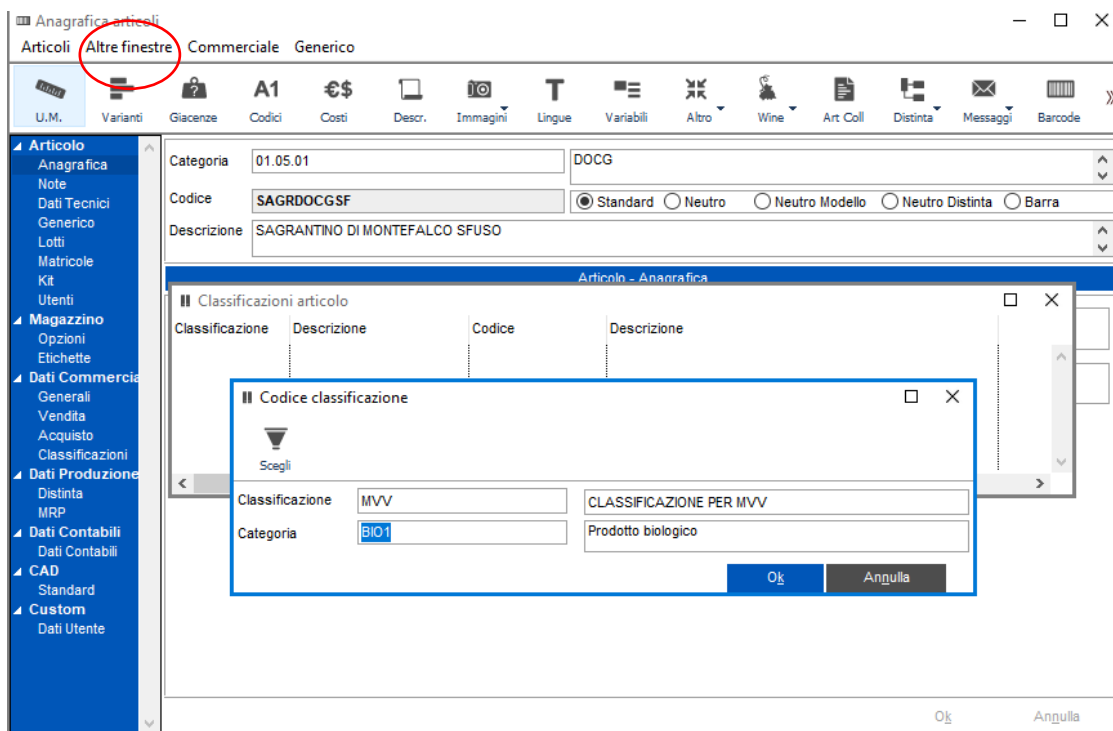 Anagrafica articoli
Articoli Altre finestre Commerciale Generico
A1 €$ T
U.M. Varianti Giacenze Codici Costi Descr. Immagini Lingue Variabili Altro Wine Art Coll Distinta Messaggi Barcode
Articolo
Anagrafica
Note
Dati Tecnici
Generico
Lotti
Matricole
Kit
Utenti
Magazzino
Opzioni
Etichette
Dati Commercia
Generali
Vendita
Acquisto
Classificazioni
Dati Produzione
Distinta
MRP
Dati Contabili
Dati Contabili
CAD
Standard
Custom
Dati Utente
Categoria 01.05.01 DOCG
Codice SAGRDOCGSF Standard Neutro Neutro Modello Neutro Distinta Barra
Descrizione SAGRANTINO DI MONTEFALCO SFUSO
Articolo - Anagrafica
Classificazioni articolo
Classificazione Descrizione Codice Descrizione
Codice classificazione
Scegli
Classificazione MVV CLASSIFICAZIONE PER MVV
Categoria BIO1 Prodotto biologico
Ok Annulla
Ok Annulla